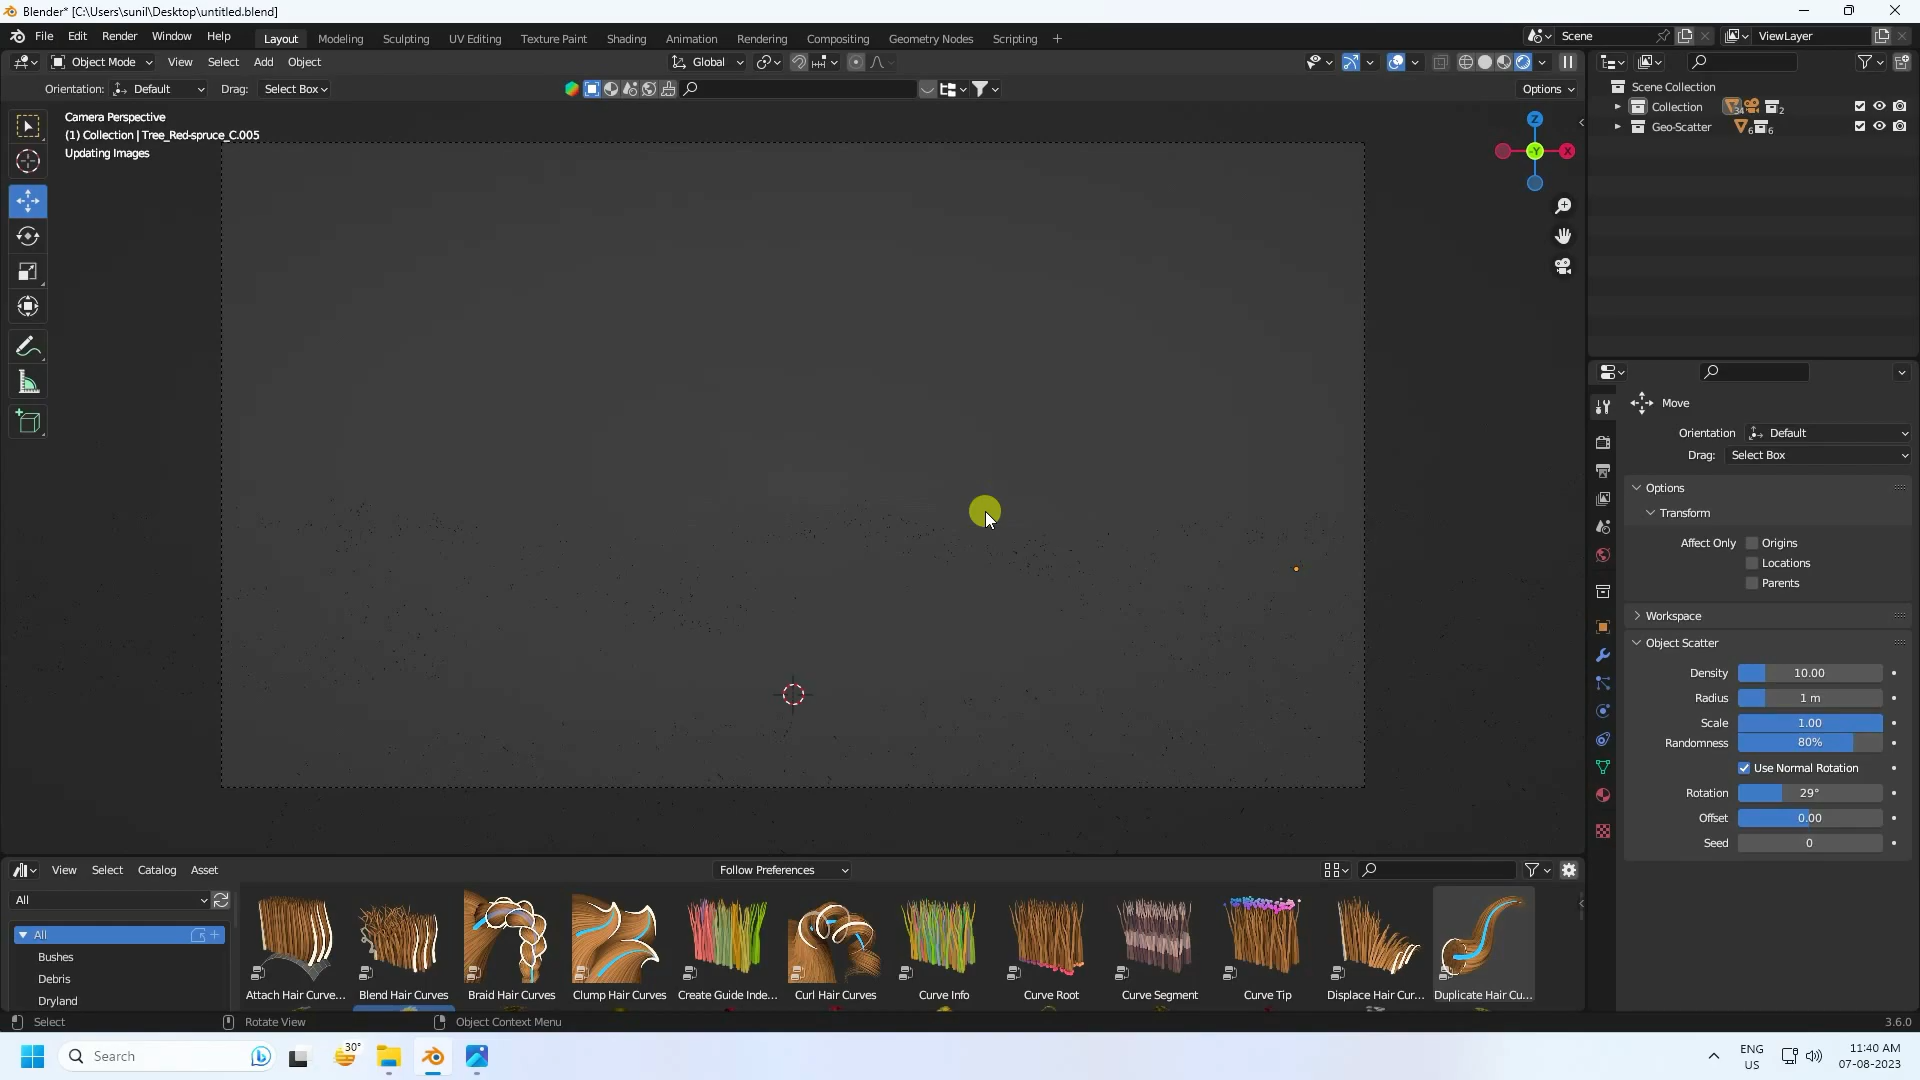 Blender* [C:\Users\sunil\Desktop\untitled.blend]
File Edit Render Window Help Layout Modeling Sculpting UV Editing Texture Paint Shading Animation Rendering Compositing Geometry Nodes Scripting + Scene ViewLayer
Object Mode View Select Add Object Global
Orientation: Default Drag: Select Box Options
Camera Perspective
(1) Collection | Tree_Red-spruce_C.005
Updating Images
Z
-Y
X
Scene Collection
Collection 34 2
Geo-Scatter 6 6
Move
Orientation Default
Drag: Select Box
Options
Transform
Affect Only Origins
Locations
Parents
Workspace
Object Scatter
Density 10.00
Radius 1 m
Scale 1.00
Randomness 80%
Use Normal Rotation
Rotation 29°
Offset 0.00
Seed 0
View Select Catalog Asset Follow Preferences
All
All
Bushes
Debris
Dryland
Attach Hair Curve... Blend Hair Curves Braid Hair Curves Clump Hair Curves Create Guide Inde... Curl Hair Curves Curve Info Curve Root Curve Segment Curve Tip Displace Hair Cur... Duplicate Hair Cu...
Select Rotate View Object Context Menu 3.6.0
Search 30° ENG US 11:40 AM 07-08-2023